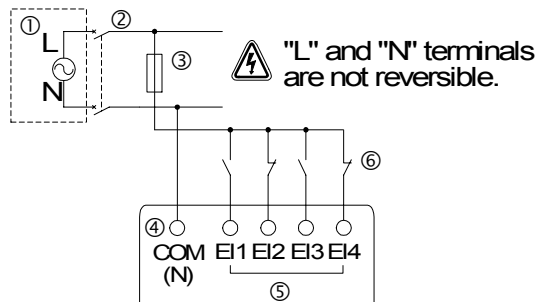 ① ②
L
N
③
"L" and "N" terminals
are not reversible.
⑥
④
COM EI1 EI2 EI3 EI4
(N)
⑤